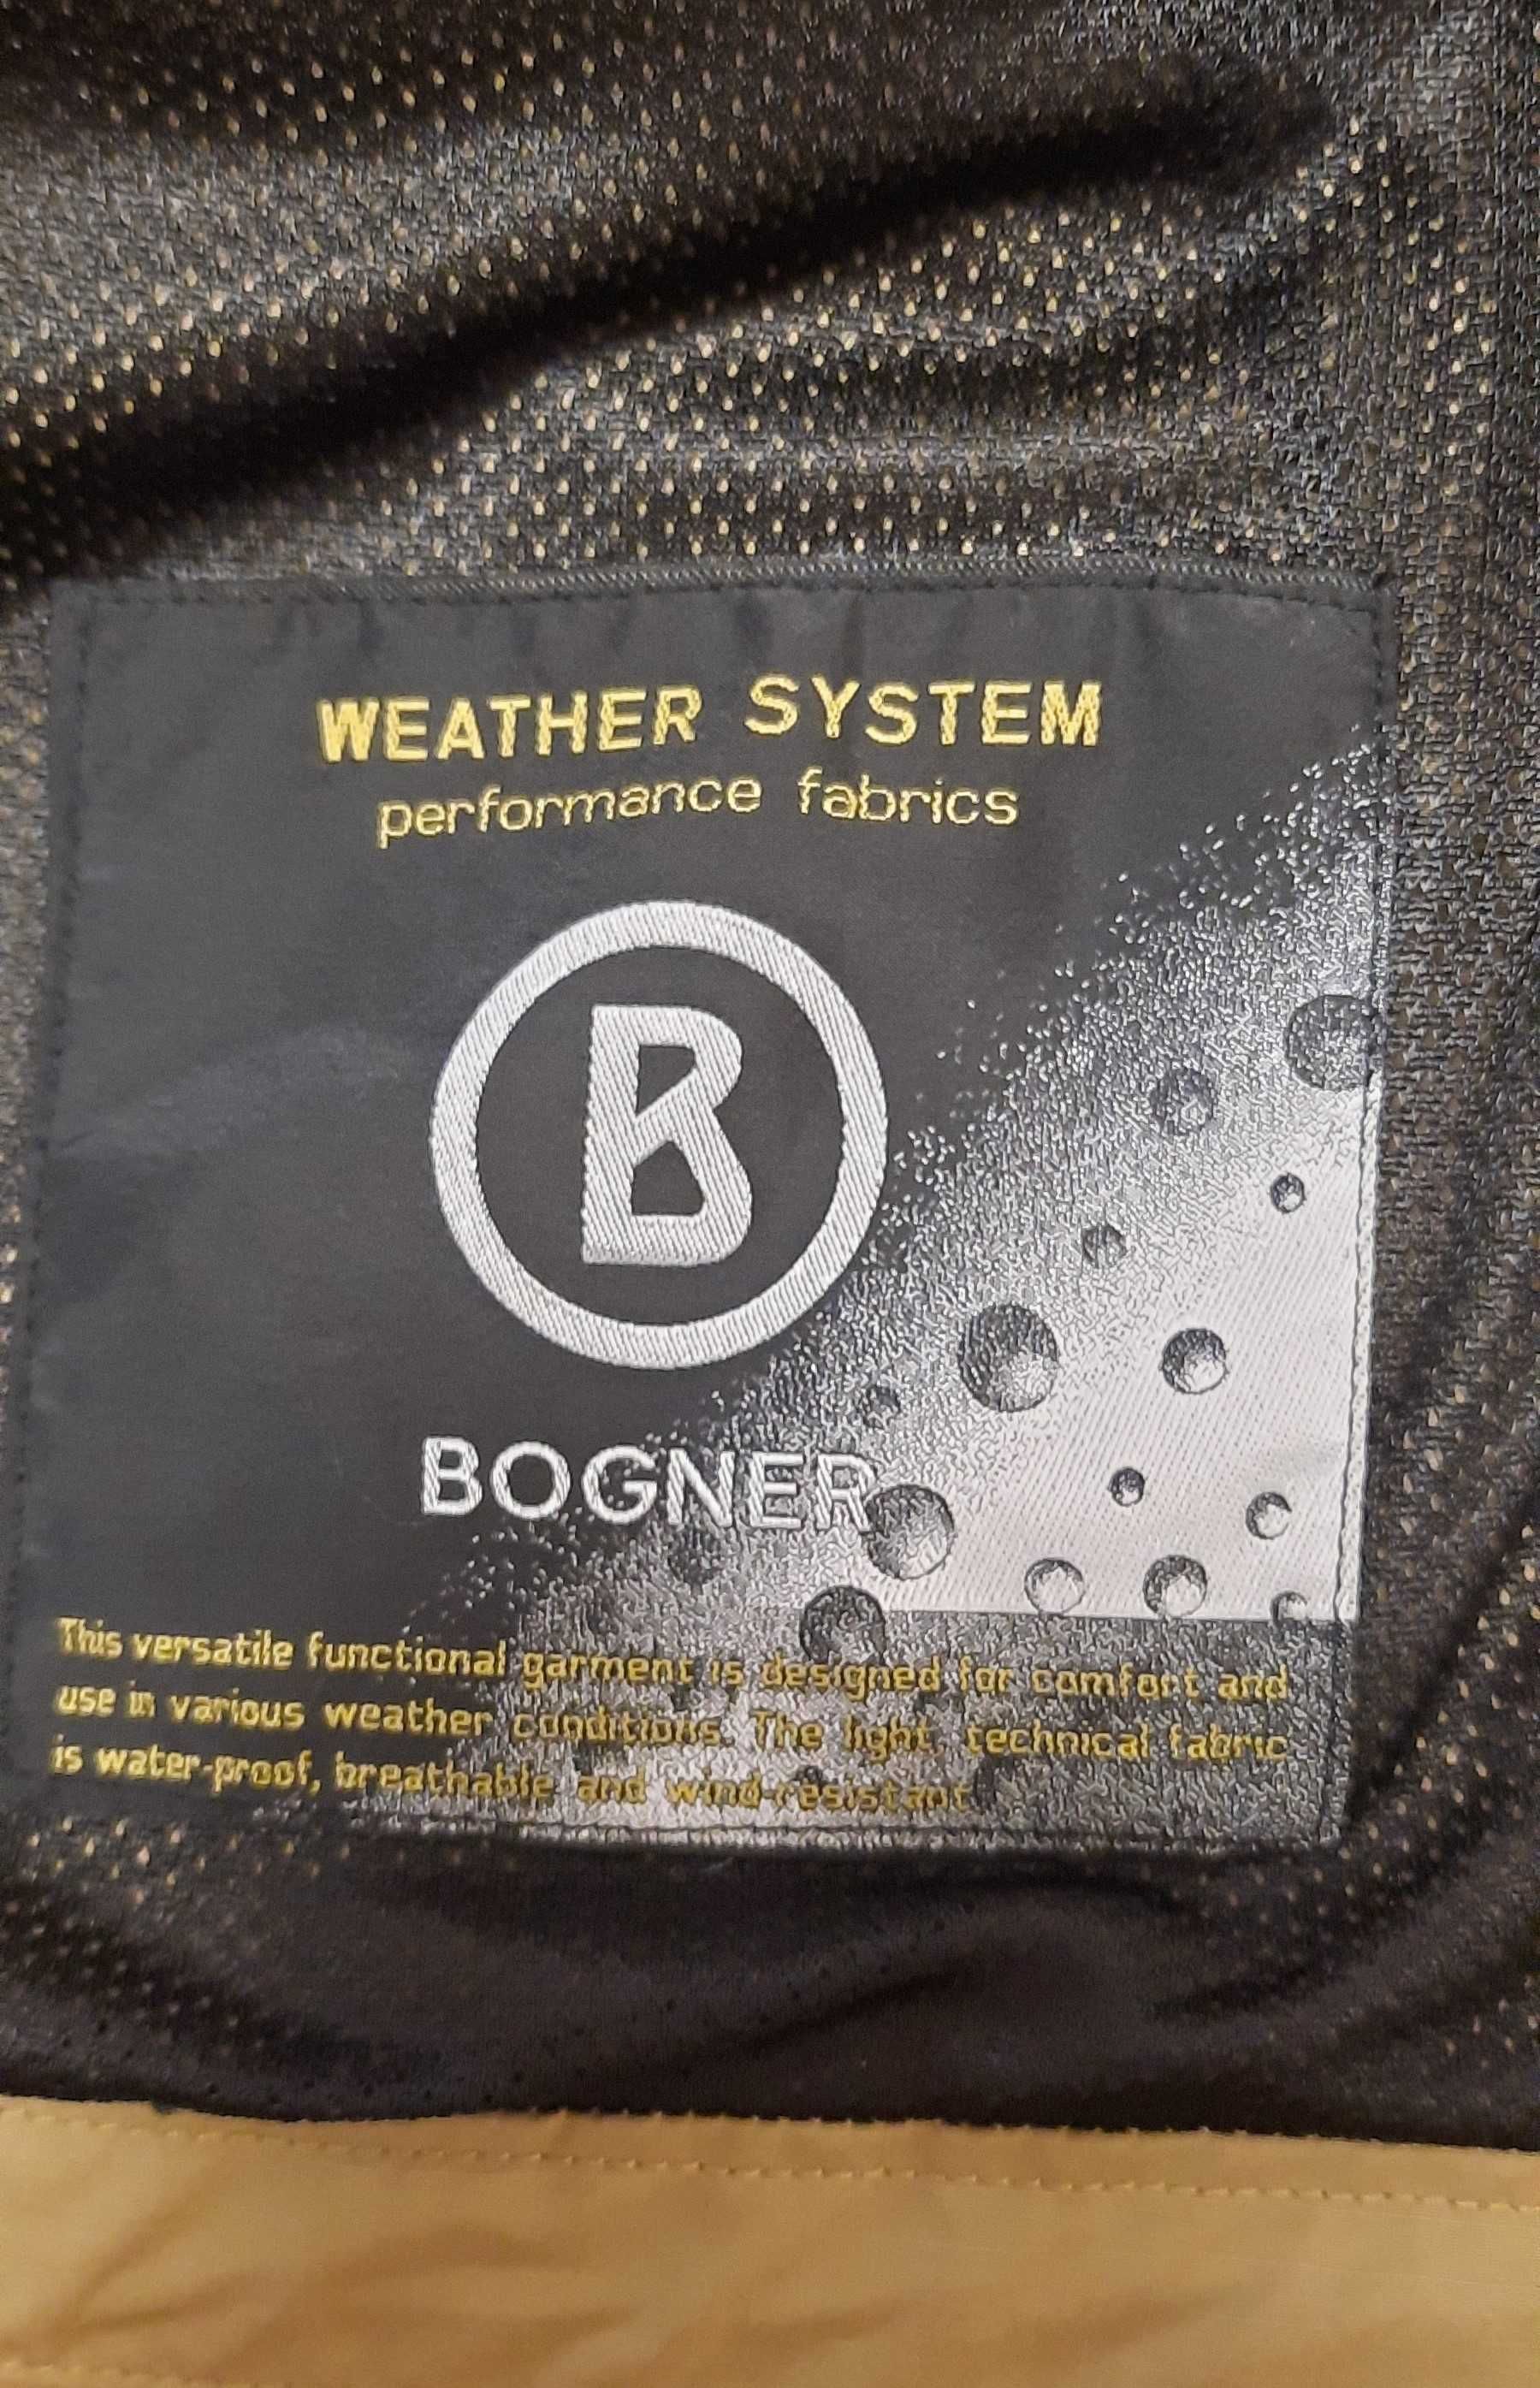 WEATHER SYSTEM
performance fabrics
B
BOGNER
This versatile functional garment is designed for comfort and
use in various weather conditions. The light, technical fabric
is water-proof, breathable and wind-resistant